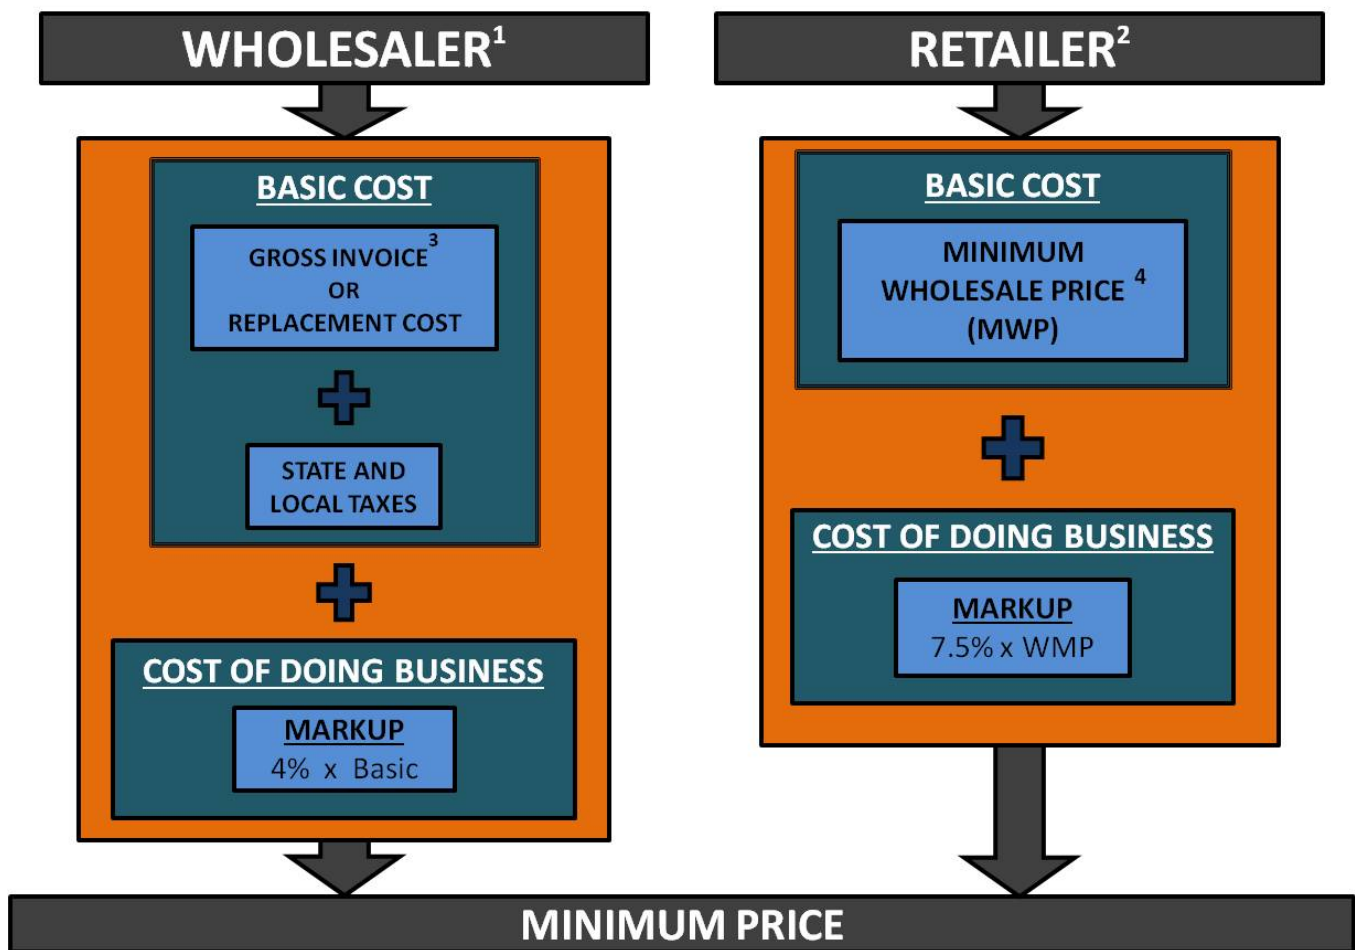 WHOLESALER¹
BASIC COST
GROSS INVOICE³
OR
REPLACEMENT COST
STATE AND
LOCAL TAXES
COST OF DOING BUSINESS
MARKUP
4% x Basic
RETAILER²
BASIC COST
MINIMUM
WHOLESALE PRICE ⁴
(MWP)
COST OF DOING BUSINESS
MARKUP
7.5% x WMP
MINIMUM PRICE